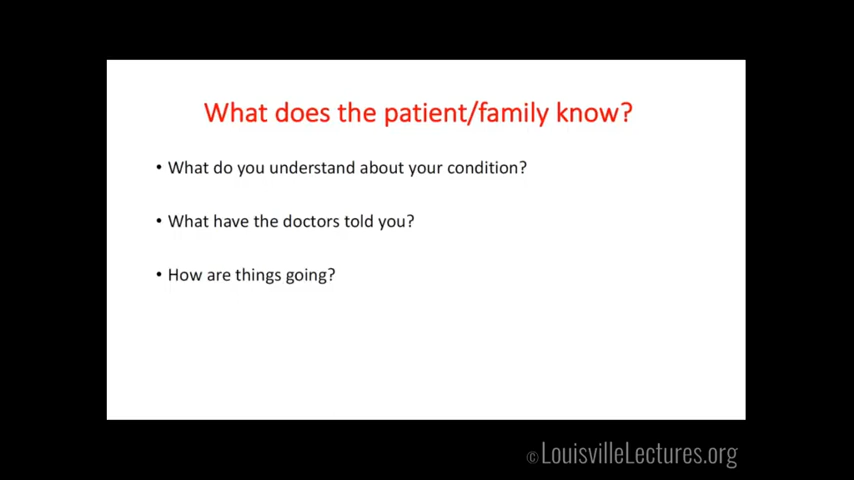 What does the patient/family know?
• What do you understand about your condition?
• What have the doctors told you?
• How are things going?
© LouisvilleLectures.org